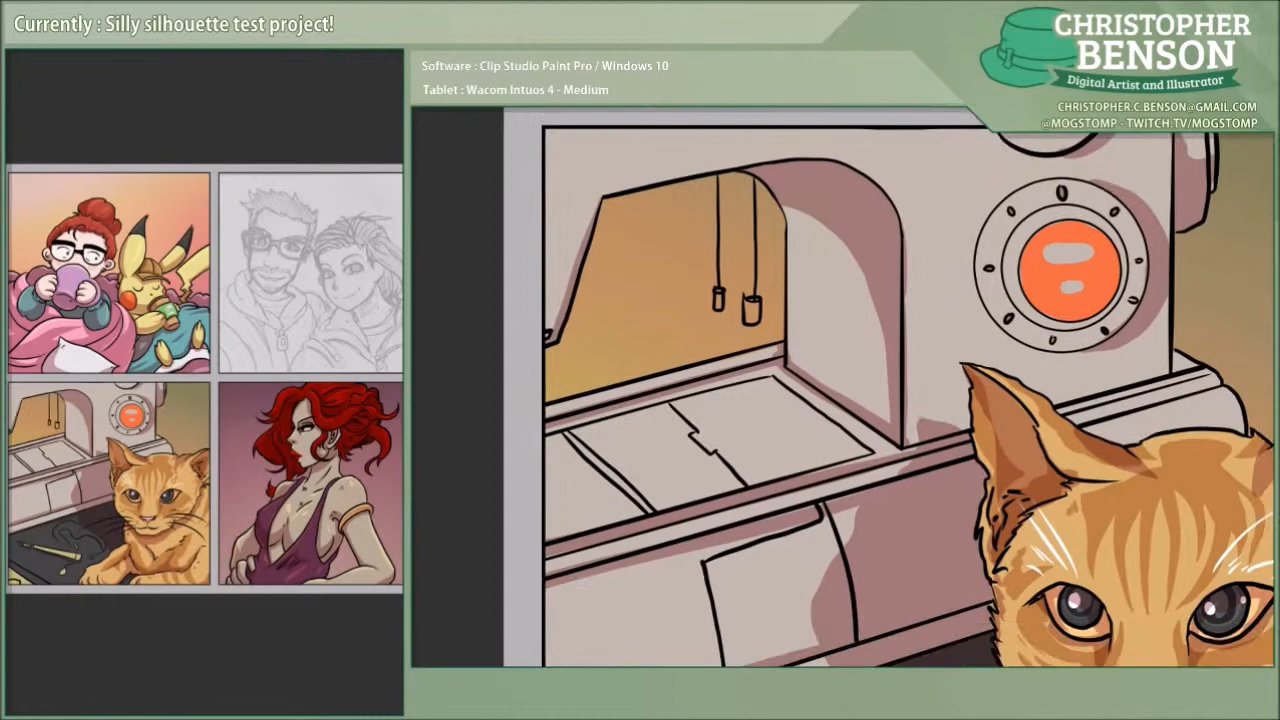 Currently : Silly silhouette test project!
Software : Clip Studio Paint Pro / Windows 10
Tablet : Wacom Intuos 4 - Medium
CHRISTOPHER
BENSON
Digital Artist and Illustrator
CHRISTOPHER.C.BENSON@GMAIL.COM
@MOGSTOMP - TWITCH.TV/MOGSTOMP